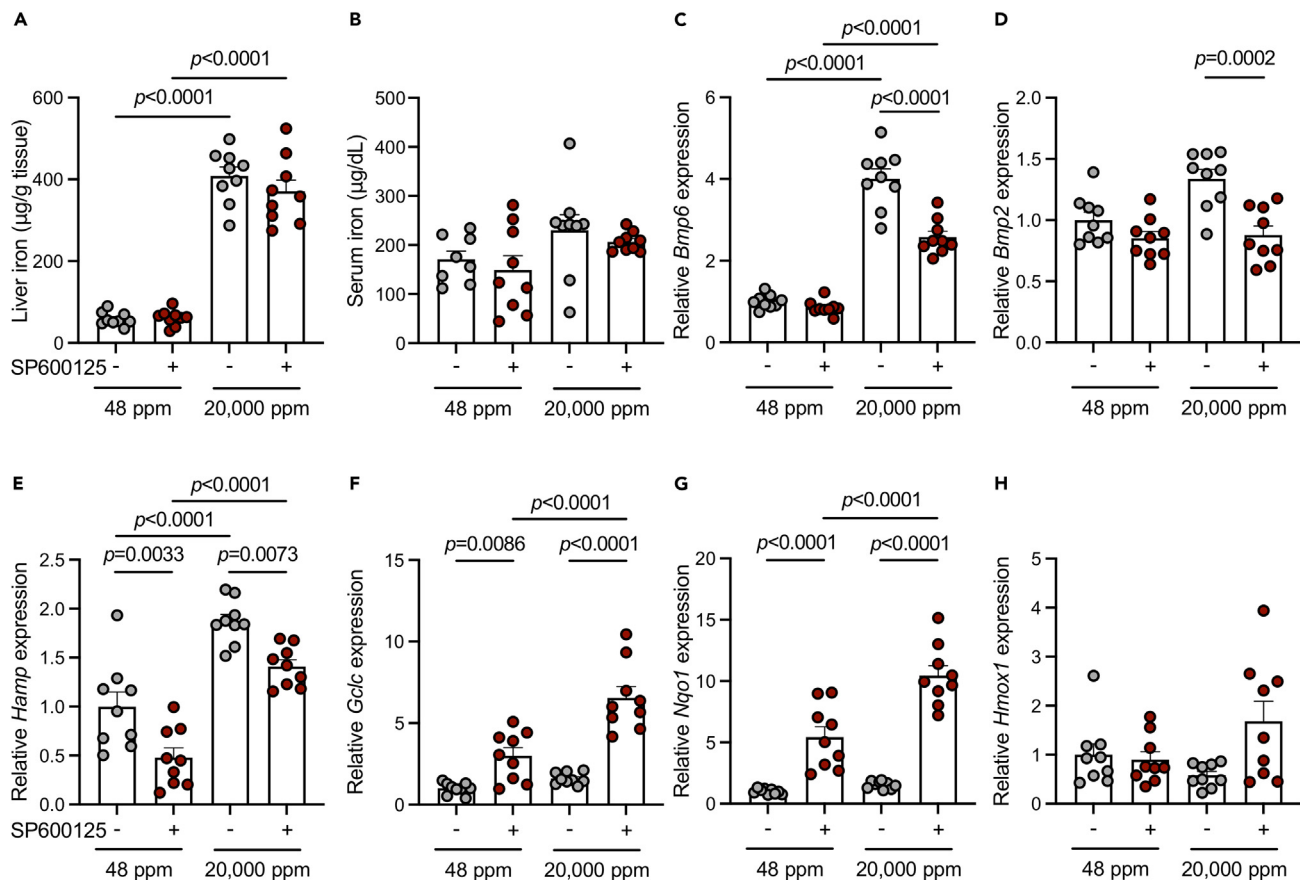 A
p<0.0001
p<0.0001
Liver iron (µg/g tissue)
600
400
200
0
SP600125
- + - +
48 ppm 20,000 ppm
B
Serum iron (µg/dL)
500
400
300
200
100
0
- + - +
48 ppm 20,000 ppm
C
p<0.0001
p<0.0001
p<0.0001
Relative Bmp6 expression
6
4
2
0
- + - +
48 ppm 20,000 ppm
D
p=0.0002
Relative Bmp2 expression
2.0
1.5
1.0
0.5
0.0
- + - +
48 ppm 20,000 ppm
E
p<0.0001
p<0.0001
p=0.0033 p=0.0073
Relative Hamp expression
2.5
2.0
1.5
1.0
0.5
0.0
SP600125
- + - +
48 ppm 20,000 ppm
F
p<0.0001
p=0.0086 p<0.0001
Relative Gclc expression
15
10
5
0
- + - +
48 ppm 20,000 ppm
G
p<0.0001
p<0.0001 p<0.0001
Relative Nqo1 expression
20
15
10
5
0
- + - +
48 ppm 20,000 ppm
H
Relative Hmox1 expression
5
4
3
2
1
0
- + - +
48 ppm 20,000 ppm